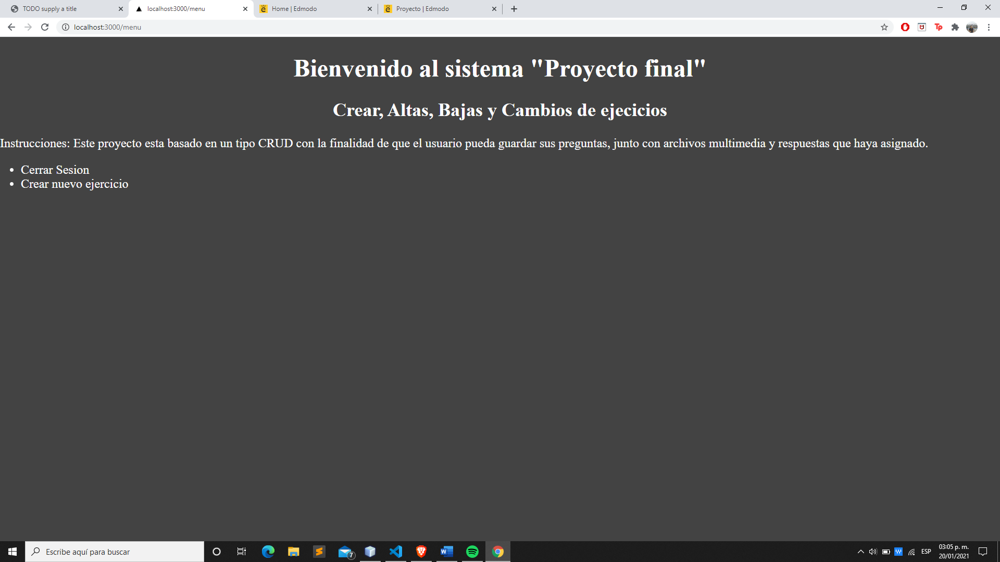 TODO supply a title
localhost:3000/menu
Home | Edmodo
Proyecto | Edmodo
localhost:3000/menu
Bienvenido al sistema "Proyecto final"
Crear, Altas, Bajas y Cambios de ejecicios
Instrucciones: Este proyecto esta basado en un tipo CRUD con la finalidad de que el usuario pueda guardar sus preguntas, junto con archivos multimedia y respuestas que haya asignado.
• Cerrar Sesion
• Crear nuevo ejercicio
Escribe aquí para buscar
7
ESP
03:05 p. m.
20/01/2021